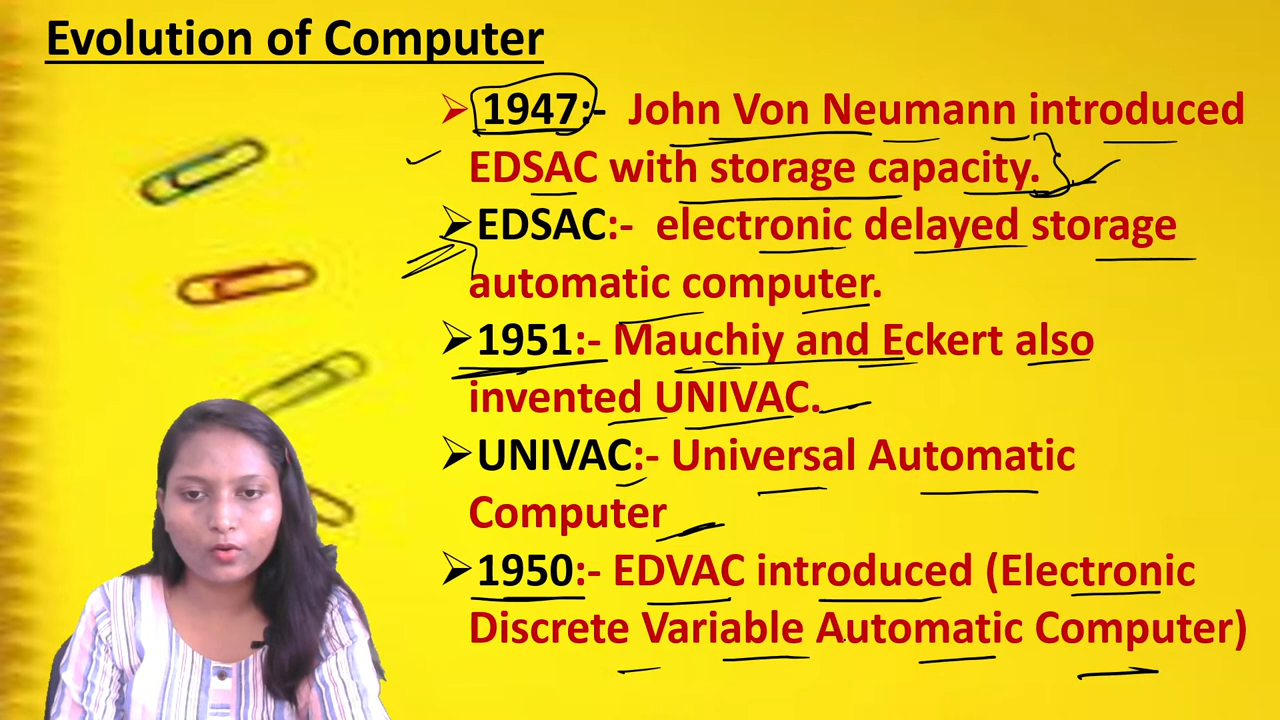 Evolution of Computer
➢ 1947:- John Von Neumann introduced
EDSAC with storage capacity.
➢ EDSAC:- electronic delayed storage
automatic computer.
➢ 1951:- Mauchiy and Eckert also
invented UNIVAC.
➢ UNIVAC:- Universal Automatic
Computer
➢ 1950:- EDVAC introduced (Electronic
Discrete Variable Automatic Computer)